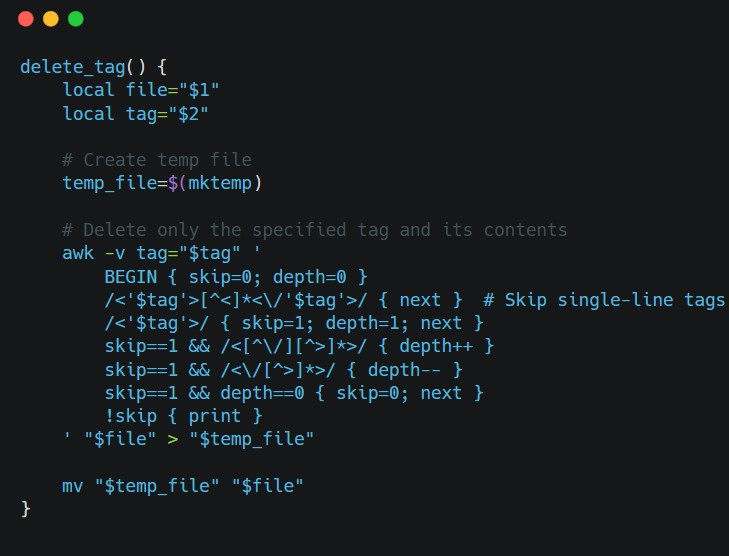 delete_tag() {
    local file="$1"
    local tag="$2"

    # Create temp file
    temp_file=$(mktemp)

    # Delete only the specified tag and its contents
    awk -v tag="$tag" '
        BEGIN { skip=0; depth=0 }
        /<'$tag'>[^<]*<\/'$tag'>/ { next }  # Skip single-line tags
        /<'$tag'>/ { skip=1; depth=1; next }
        skip==1 && /<[^\/][^>]*>/ { depth++ }
        skip==1 && /<\/[^>]*>/ { depth-- }
        skip==1 && depth==0 { skip=0; next }
        !skip { print }
    ' "$file" > "$temp_file"

    mv "$temp_file" "$file"
}